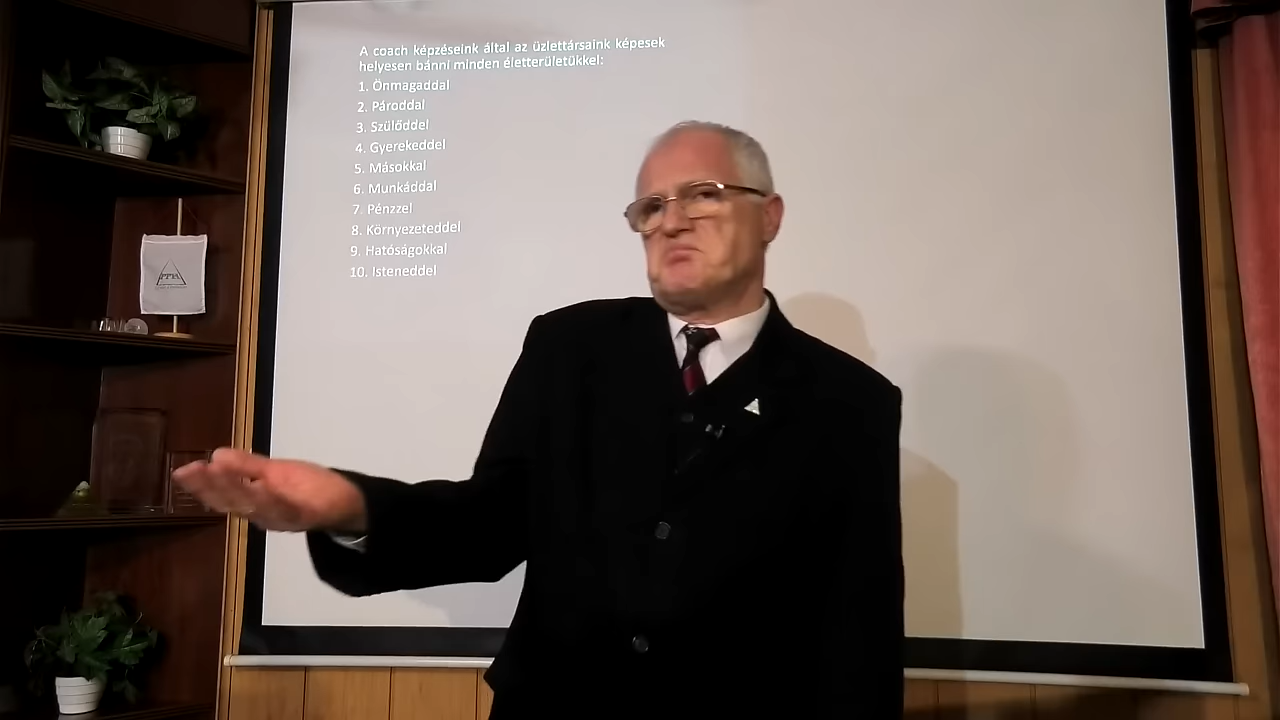 A coach képzéseink által az üzlettársaink képesek
helyesen bánni minden életterületükkel:
1. Önmagaddal
2. Pároddal
3. Szülőddel
4. Gyerekeddel
5. Másokkal
6. Munkáddal
7. Pénzzel
8. Környezeteddel
9. Hatóságokkal
10. Isteneddel